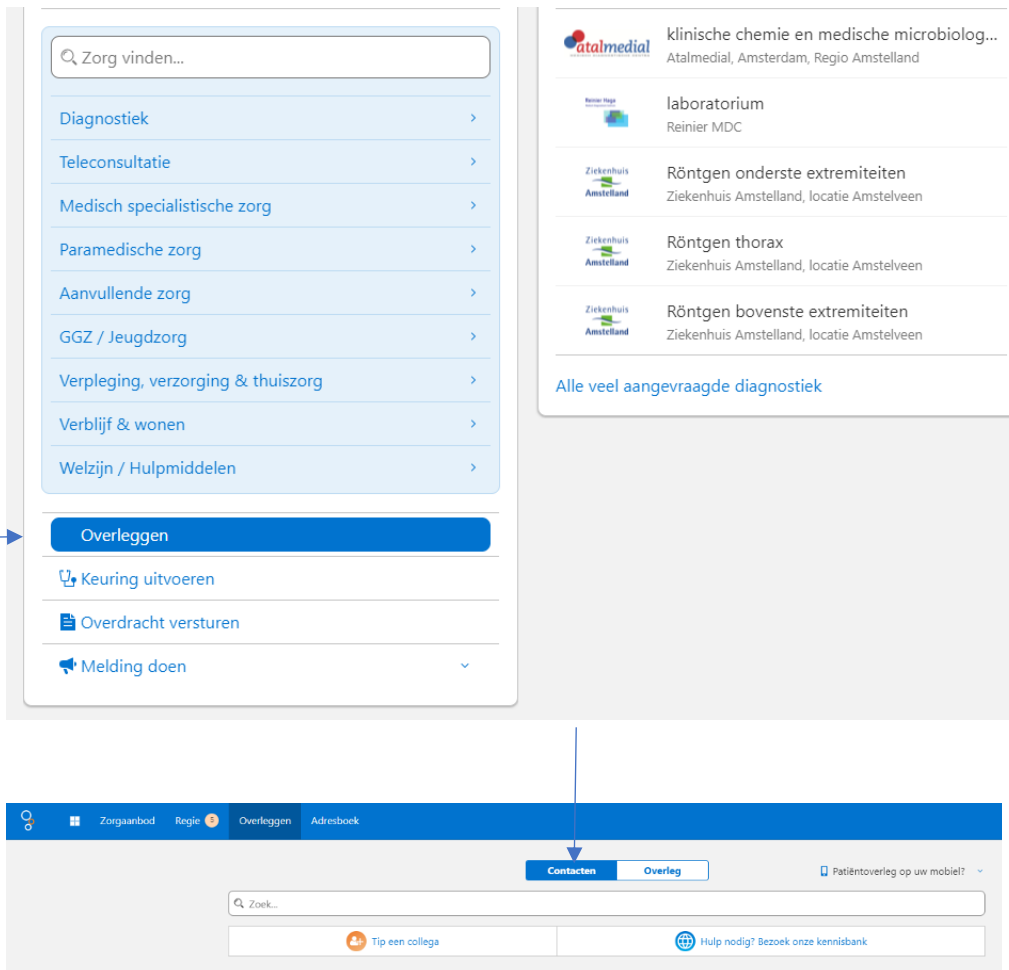 Zorg vinden...
Diagnostiek
Teleconsultatie
Medisch specialistische zorg
Paramedische zorg
Aanvullende zorg
GGZ / Jeugdzorg
Verpleging, verzorging & thuiszorg
Verblijf & wonen
Welzijn / Hulpmiddelen
Overleggen
Keuring uitvoeren
Overdracht versturen
Melding doen
atalmedial
klinische chemie en medische microbiolog...
Atalmedial, Amsterdam, Regio Amstelland
Reinier Haga
laboratorium
Reinier MDC
Ziekenhuis
Amstelland
Röntgen onderste extremiteiten
Ziekenhuis Amstelland, locatie Amstelveen
Ziekenhuis
Amstelland
Röntgen thorax
Ziekenhuis Amstelland, locatie Amstelveen
Ziekenhuis
Amstelland
Röntgen bovenste extremiteiten
Ziekenhuis Amstelland, locatie Amstelveen
Alle veel aangevraagde diagnostiek
Zorgaanbod Regie Overleggen Adresboek
Contacten Overleg Patiëntoverleg op uw mobiel?
Zoek...
Tip een collega Hulp nodig? Bezoek onze kennisbank